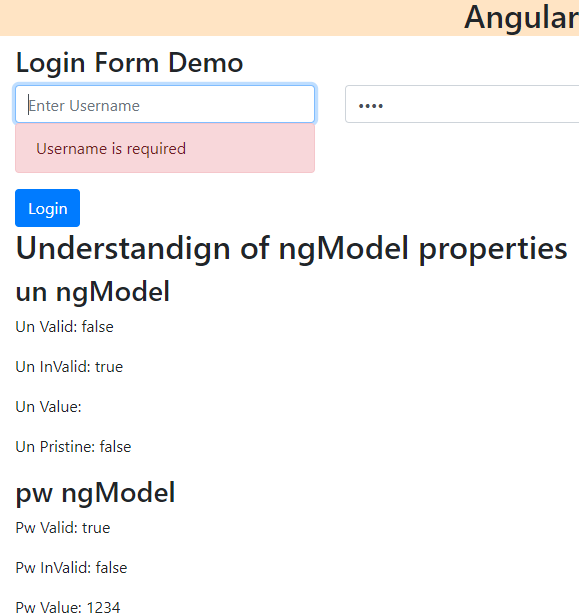 Angular
Login Form Demo
Enter Username
••••
Username is required
Login
Understandign of ngModel properties
un ngModel
Un Valid: false
Un InValid: true
Un Value:
Un Pristine: false
pw ngModel
Pw Valid: true
Pw InValid: false
Pw Value: 1234